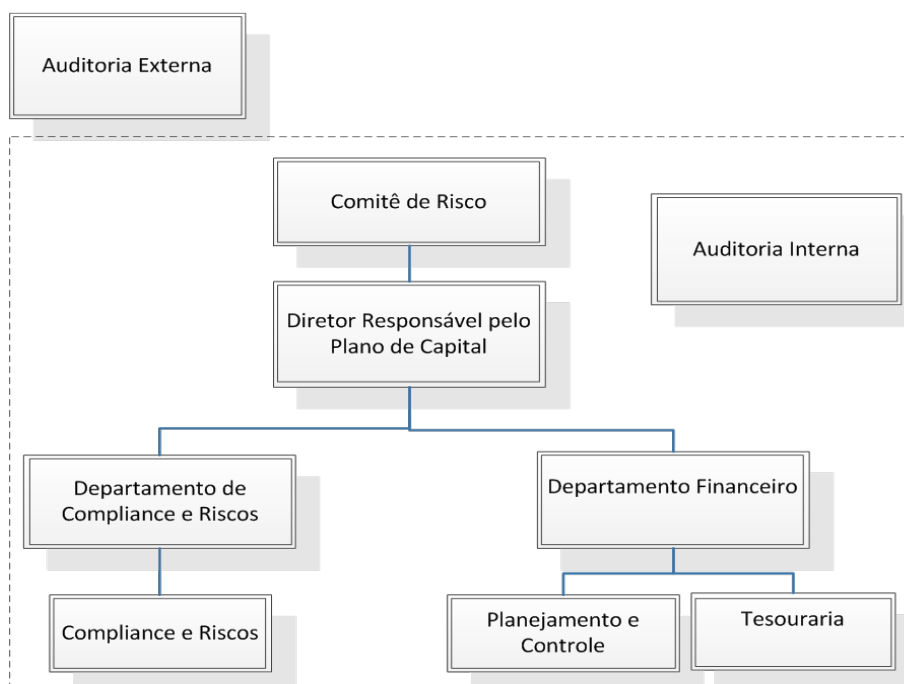 Auditoria Externa
Comitê de Risco
Auditoria Interna
Diretor Responsável pelo
Plano de Capital
Departamento de
Compliance e Riscos
Departamento Financeiro
Compliance e Riscos
Planejamento e
Controle
Tesouraria